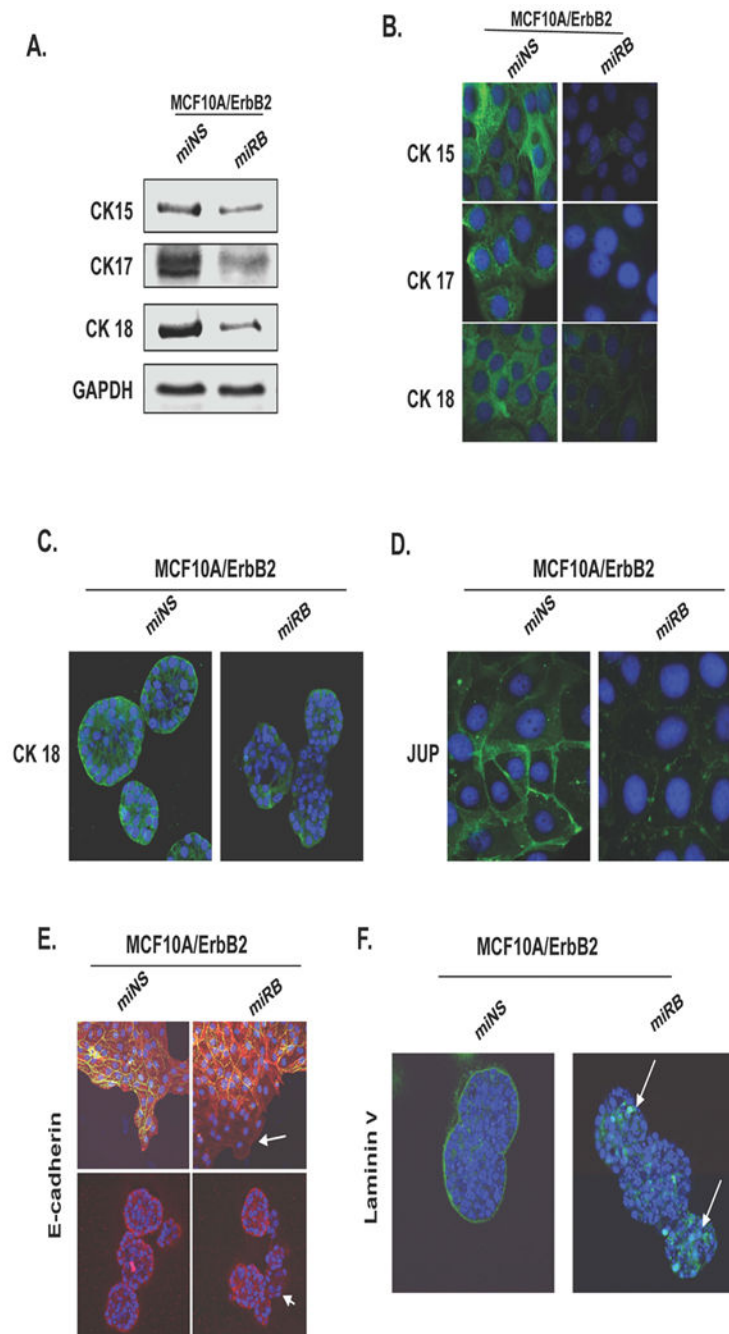 A.
MCF10A/ErbB2
miNS miRB
CK15
CK17
CK 18
GAPDH
B.
MCF10A/ErbB2
miNS miRB
CK 15
CK 17
CK 18
C.
MCF10A/ErbB2
miNS miRB
CK 18
D.
MCF10A/ErbB2
miNS miRB
JUP
E.
MCF10A/ErbB2
miNS miRB
E-cadherin
F.
MCF10A/ErbB2
miNS miRB
Laminin V